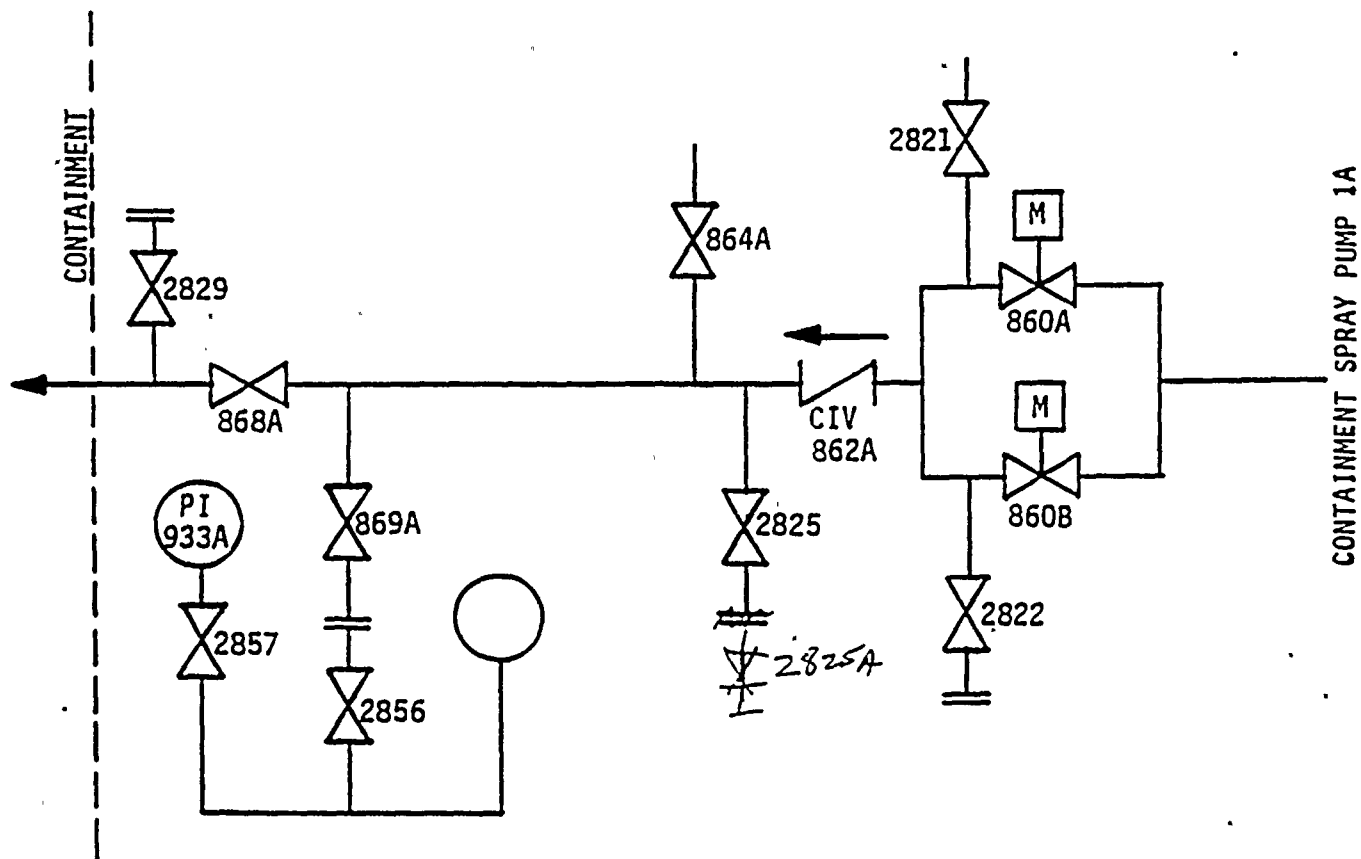 CONTAINMENT
2829
868A
PI
933A
2857
869A
2856
864A
2825
2825A
CIV
862A
2821
M
860A
M
860B
2822
CONTAINMENT SPRAY PUMP 1A